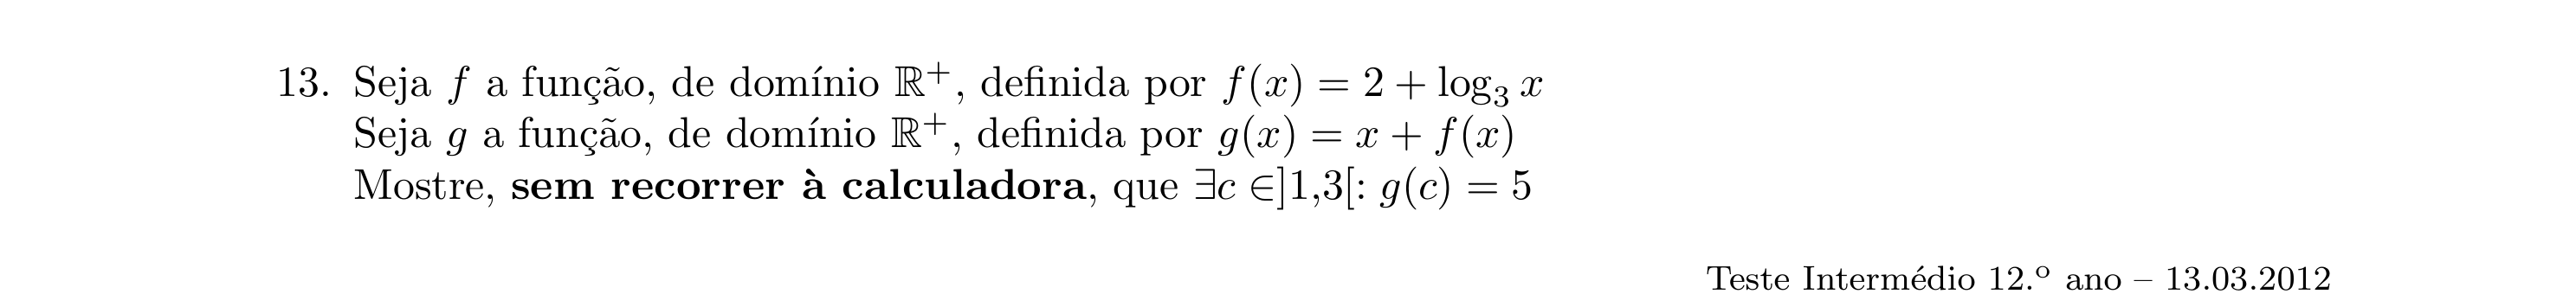 13. Seja f a função, de domínio ℝ⁺, definida por f(x) = 2 + log₃ x
Seja g a função, de domínio ℝ⁺, definida por g(x) = x + f(x)
Mostre, sem recorrer à calculadora, que ∃c ∈]1,3[: g(c) = 5
Teste Intermédio 12.º ano – 13.03.2012